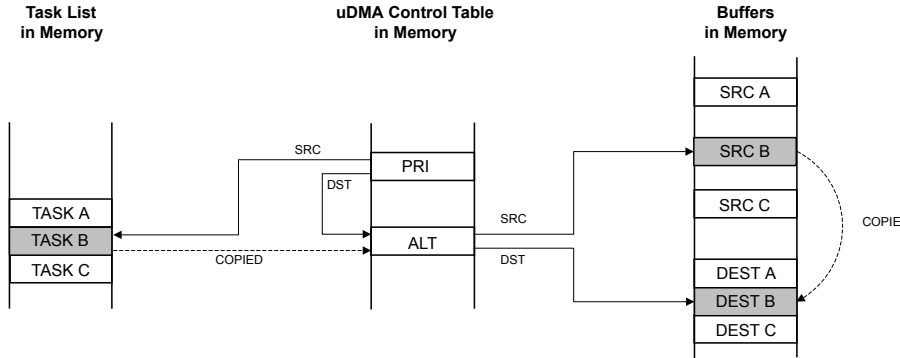 Task List
in Memory
uDMA Control Table
in Memory
Buffers
in Memory
SRC A
SRC B
SRC C
DEST A
DEST B
DEST C
SRC
PRI
DST
ALT
SRC
DST
TASK A
TASK B
TASK C
COPIED
COPIE